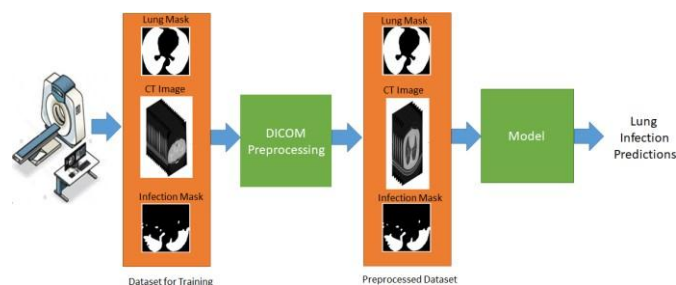 Lung Mask
CT Image
Infection Mask
Dataset for Training
DICOM
Preprocessing
Lung Mask
CT Image
Infection Mask
Preprocessed Dataset
Model
Lung
Infection
Predictions